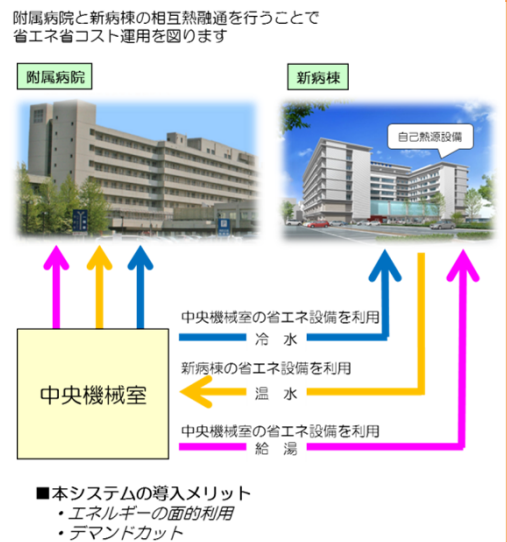 附属病院と新病棟の相互熱融通を行うことで
省エネ省コスト運用を図ります
附属病院
新病棟
自己熱源設備
中央機械室の省エネ設備を利用
冷 水
新病棟の省エネ設備を利用
温 水
中央機械室
中央機械室の省エネ設備を利用
給 湯
■本システムの導入メリット
・エネルギーの面的利用
・デマンドカット